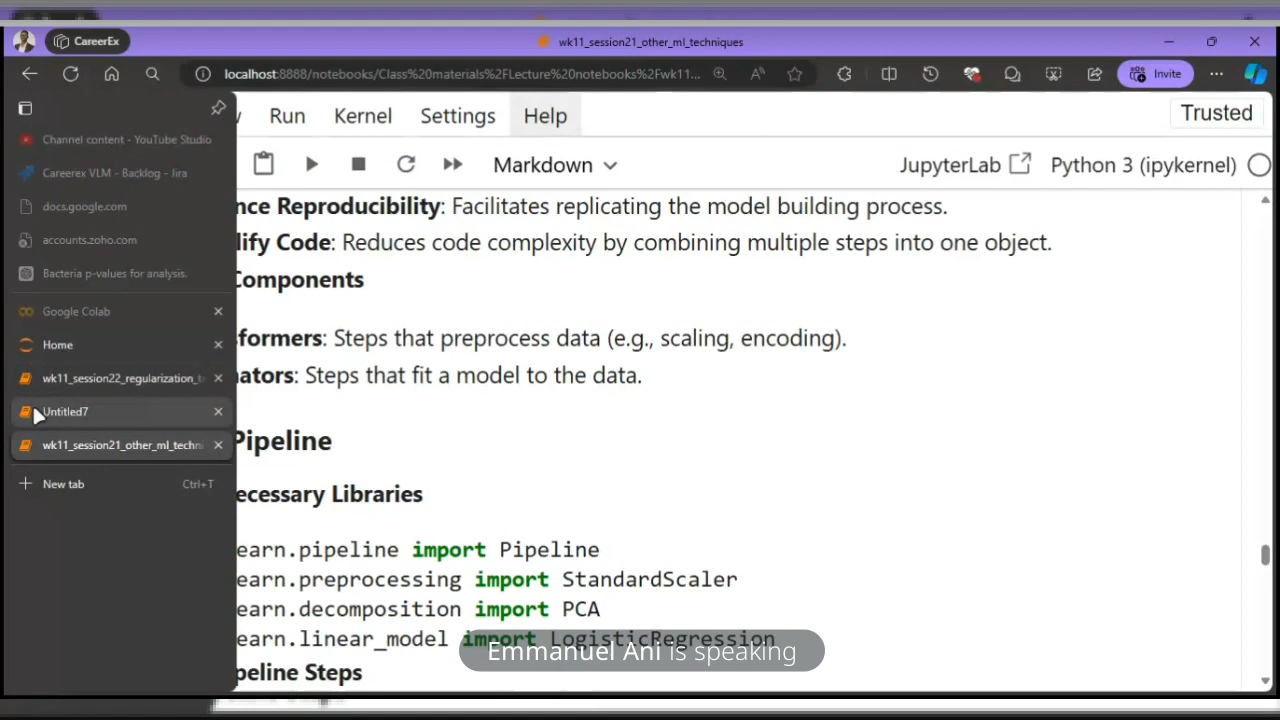 CareerEx
wk11_session21_other_ml_techniques
localhost:8888/notebooks/Class%20materials%2FLecture%20notebooks%2Fwk11...
Invite
Run Kernel Settings Help
Trusted
Markdown
JupyterLab
Python 3 (ipykernel)
Channel content - YouTube Studio
Careerex VLM - Backlog - Jira
docs.google.com
accounts.zoho.com
Bacteria p-values for analysis.
Google Colab
Home
wk11_session22_regularization_t
Untitled7
wk11_session21_other_ml_techni
New tab Ctrl+T
nce Reproducibility: Facilitates replicating the model building process.
lify Code: Reduces code complexity by combining multiple steps into one object.
Components
sformers: Steps that preprocess data (e.g., scaling, encoding).
nators: Steps that fit a model to the data.
Pipeline
ecessary Libraries
earn.pipeline import Pipeline
earn.preprocessing import StandardScaler
earn.decomposition import PCA
earn.linear_model import LogisticRegression
Emmanuel Ani is speaking
peline Steps